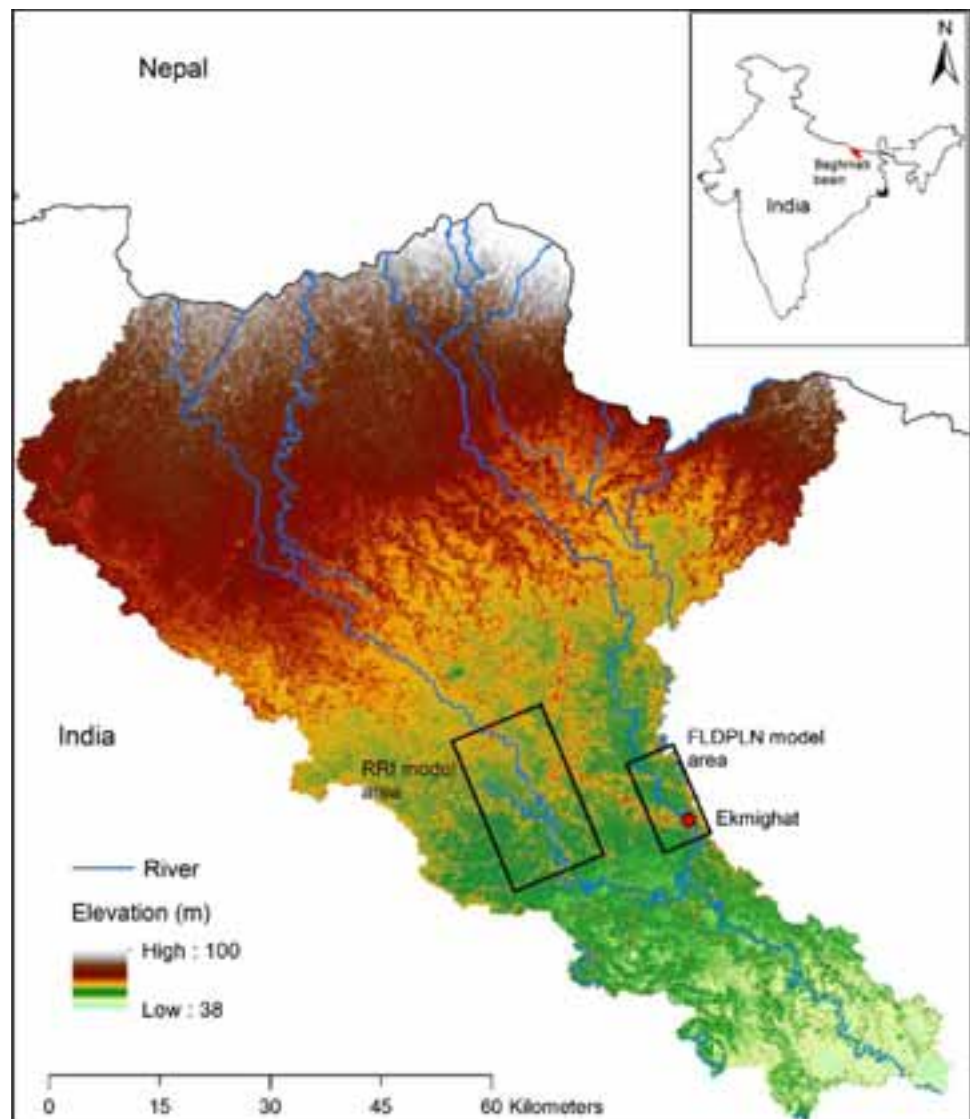 Nepal
N
Baghmati
basin
India
India
RRI model
area
FLDPLN model
area
Ekmighat
River
Elevation (m)
High : 100
Low : 38
0 15 30 45 60 Kilometers